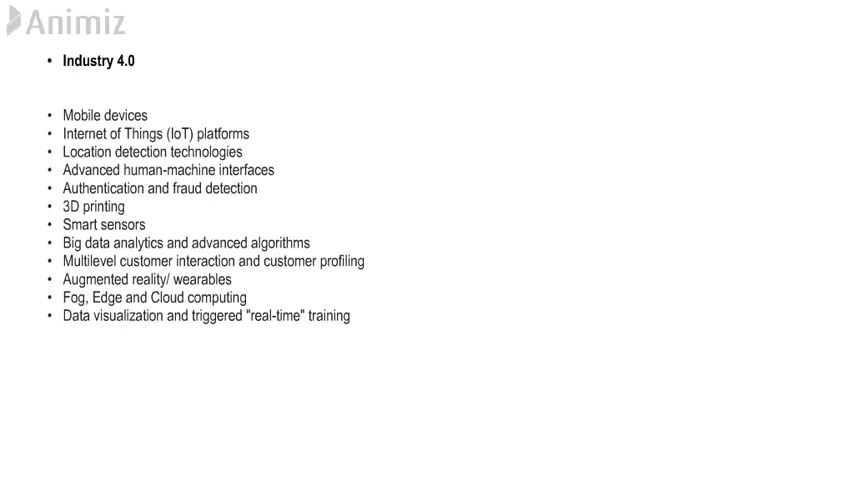 Animiz
• Industry 4.0
• Mobile devices
• Internet of Things (IoT) platforms
• Location detection technologies
• Advanced human-machine interfaces
• Authentication and fraud detection
• 3D printing
• Smart sensors
• Big data analytics and advanced algorithms
• Multilevel customer interaction and customer profiling
• Augmented reality/ wearables
• Fog, Edge and Cloud computing
• Data visualization and triggered "real-time" training